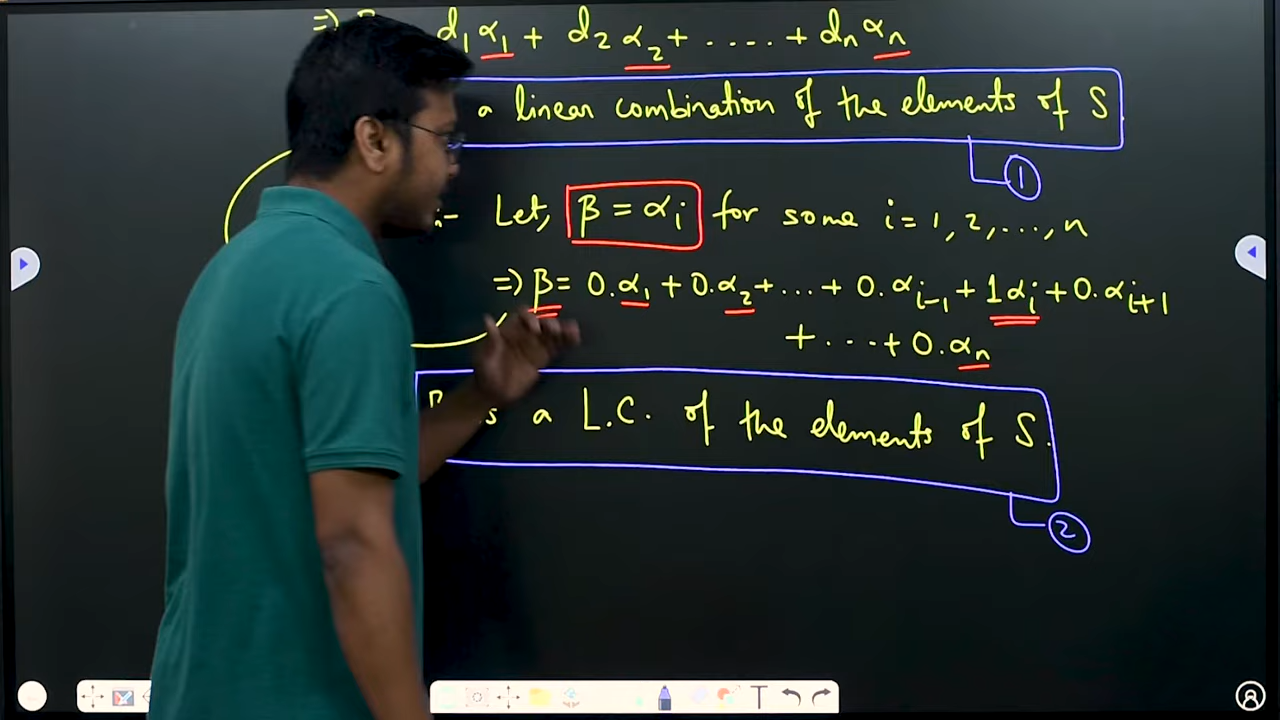 =) d₁α₁ + d₂α₂ + .... + dₙαₙ
a linear combination of the elements of S
①
:- Let, β = αᵢ for some i = 1, 2, ..., n
=) β = 0.α₁ + 0.α₂ + ... + 0.αᵢ₋₁ + 1αᵢ + 0.αᵢ₊₁
+ ... + 0.αₙ
a L.C. of the elements of S.
②
T